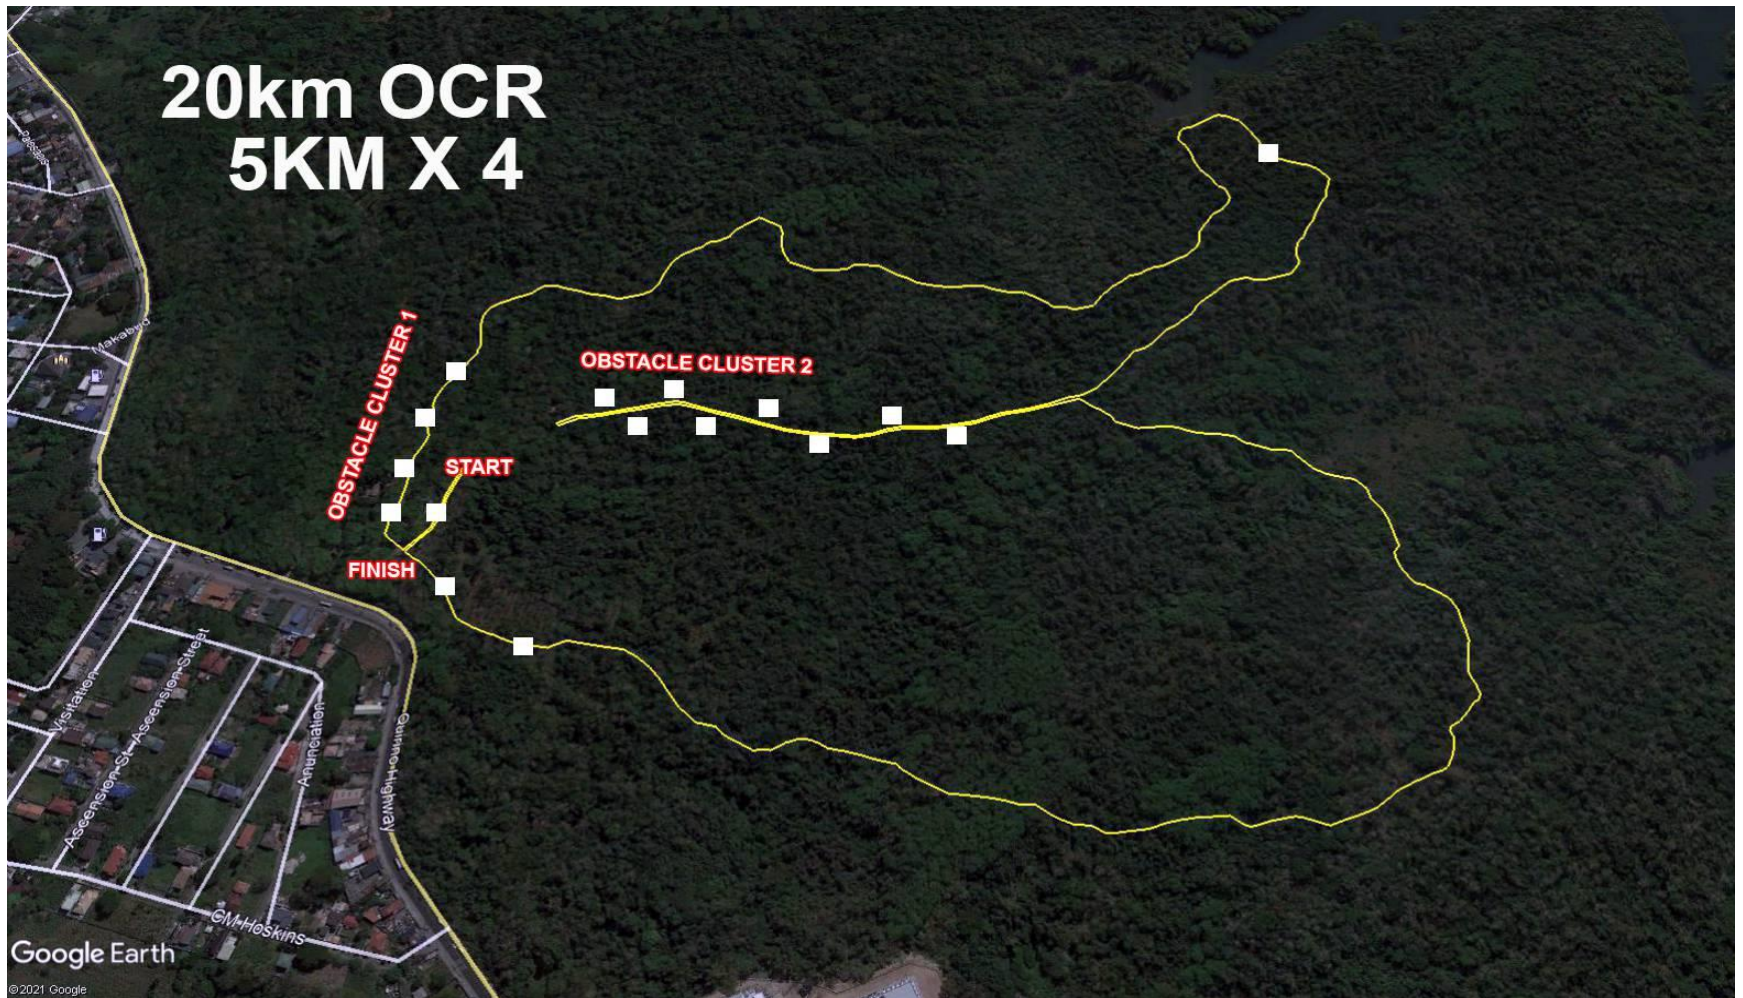 20km OCR
5KM X 4
Palespas
Makabud
OBSTACLE CLUSTER 1
OBSTACLE CLUSTER 2
START
FINISH
Visitation
Ascension St.
Ascension Street
Anunciation
Quirino Highway
CM Hoskins
Google Earth
©2021 Google